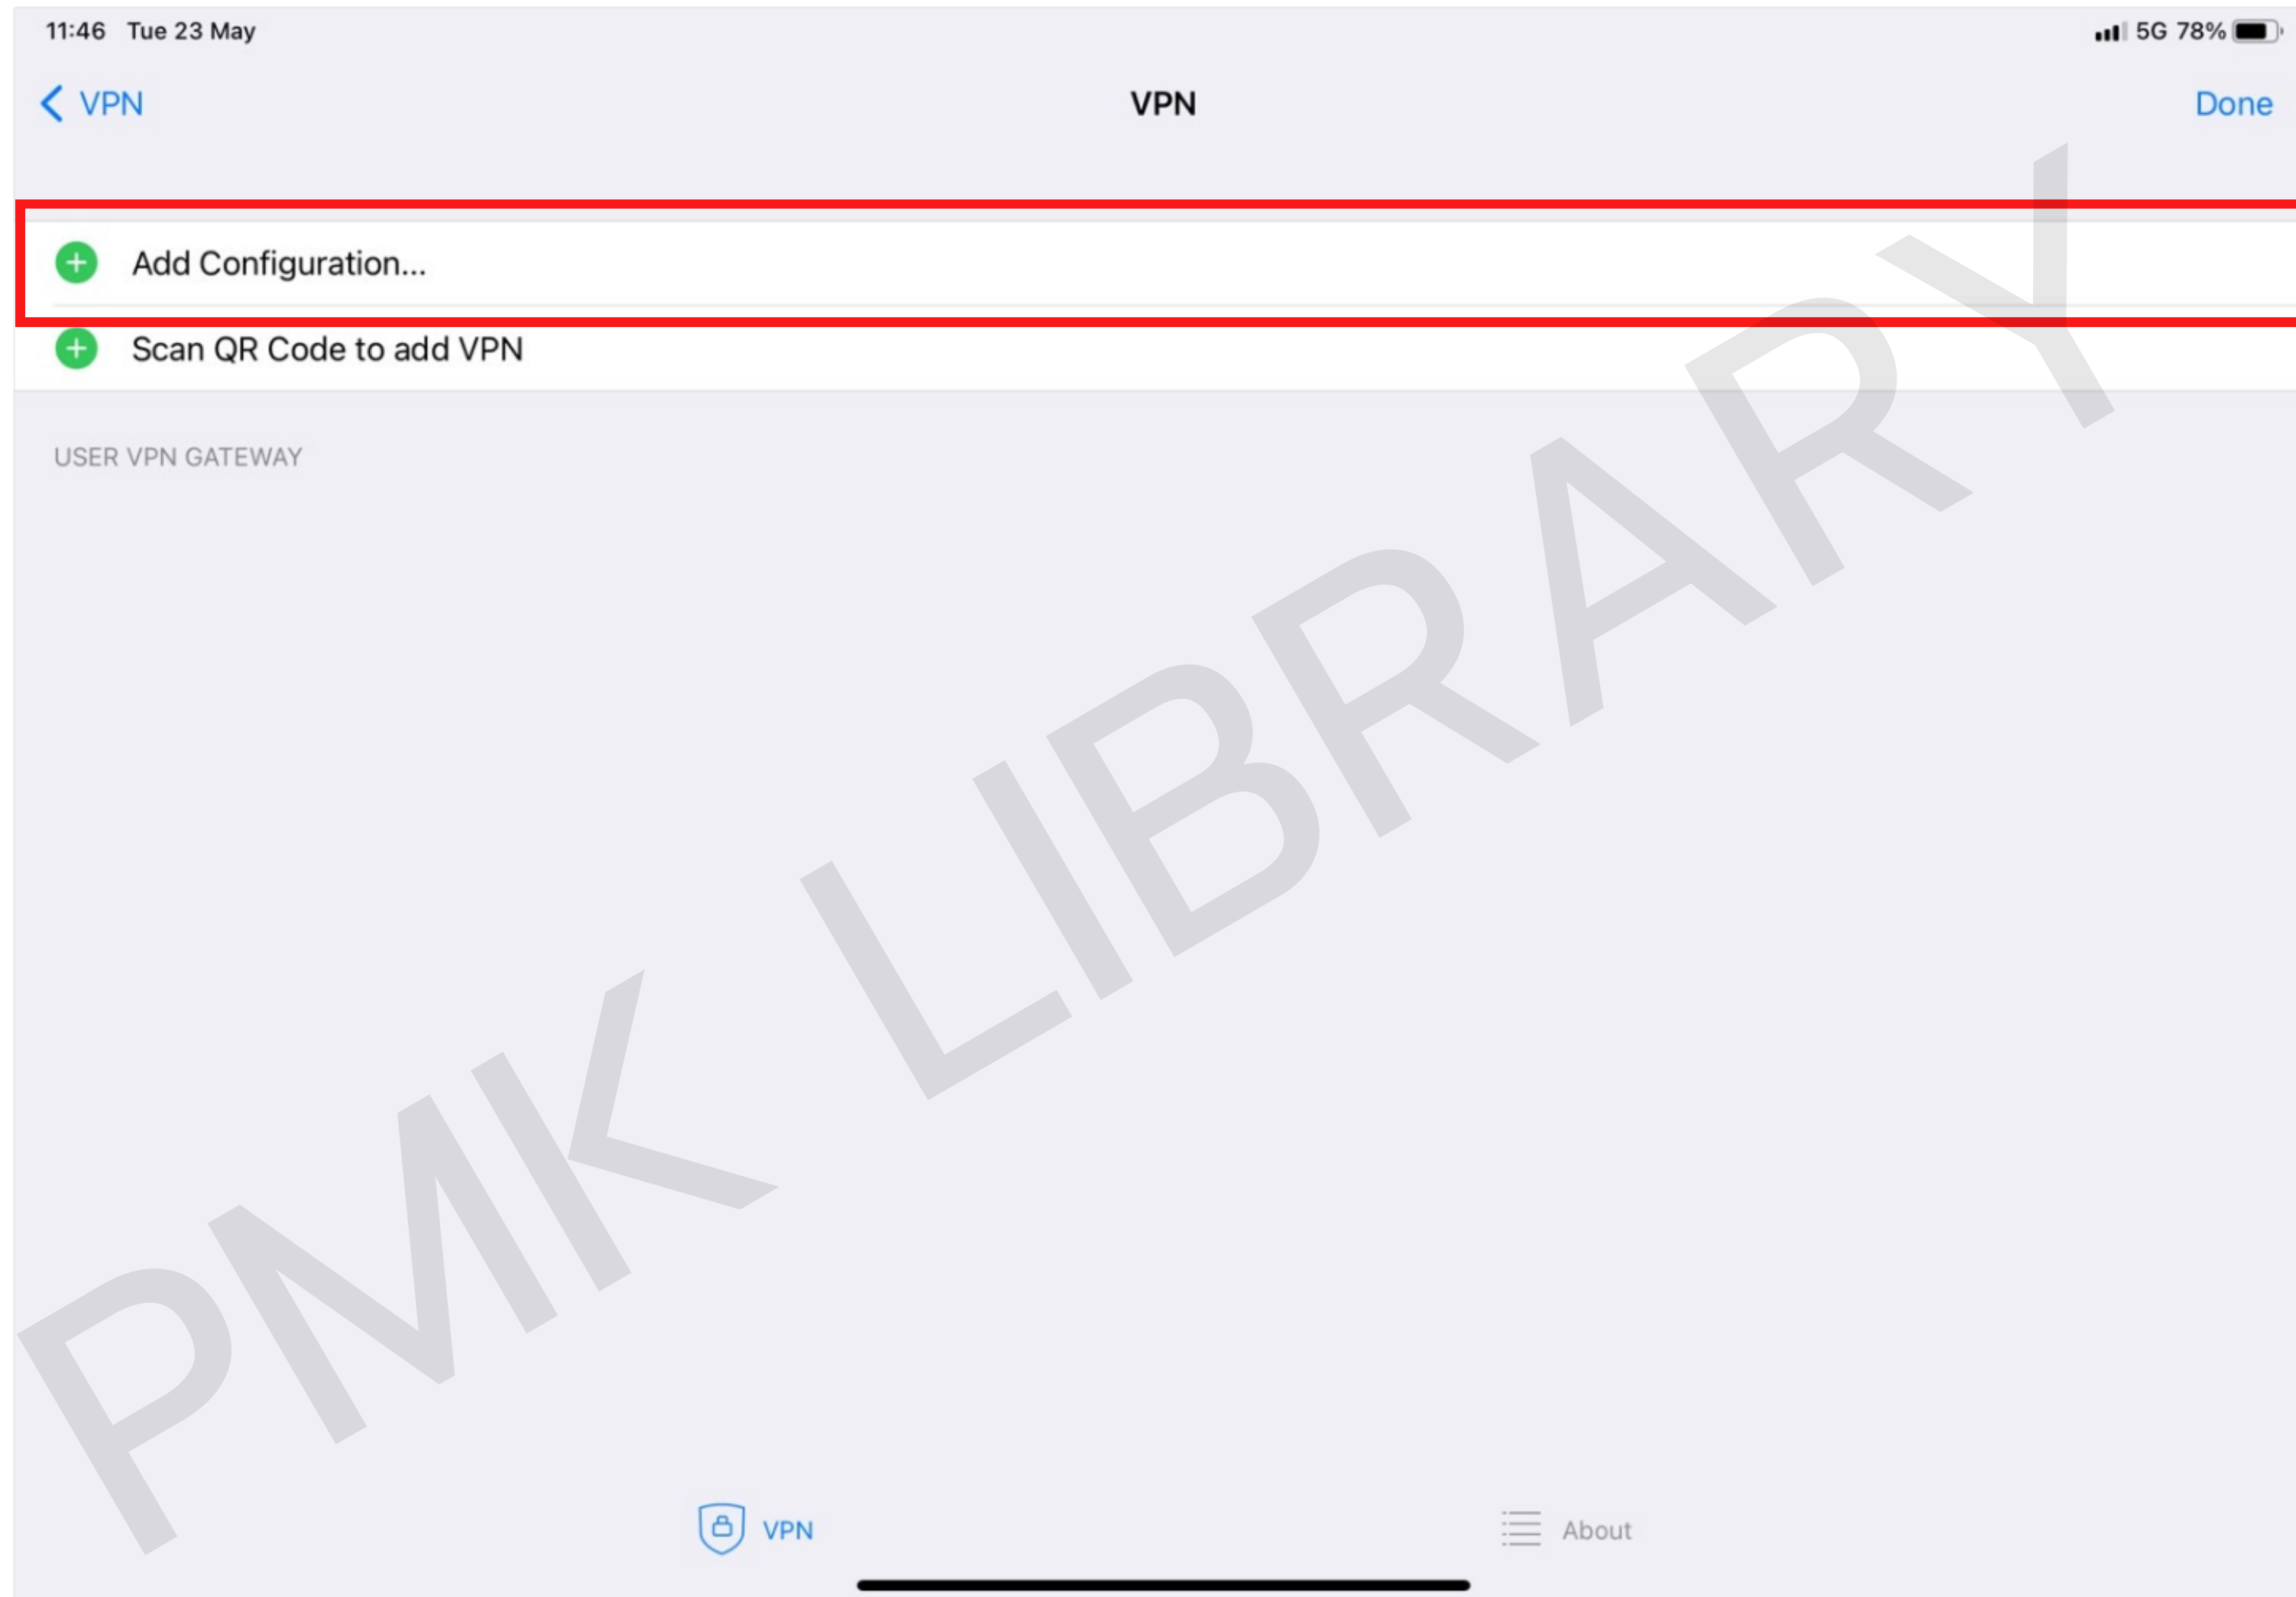 11:46 Tue 23 May 5G 78%
VPN VPN Done
Add Configuration...
Scan QR Code to add VPN
USER VPN GATEWAY
PMK LIBRARY
VPN About